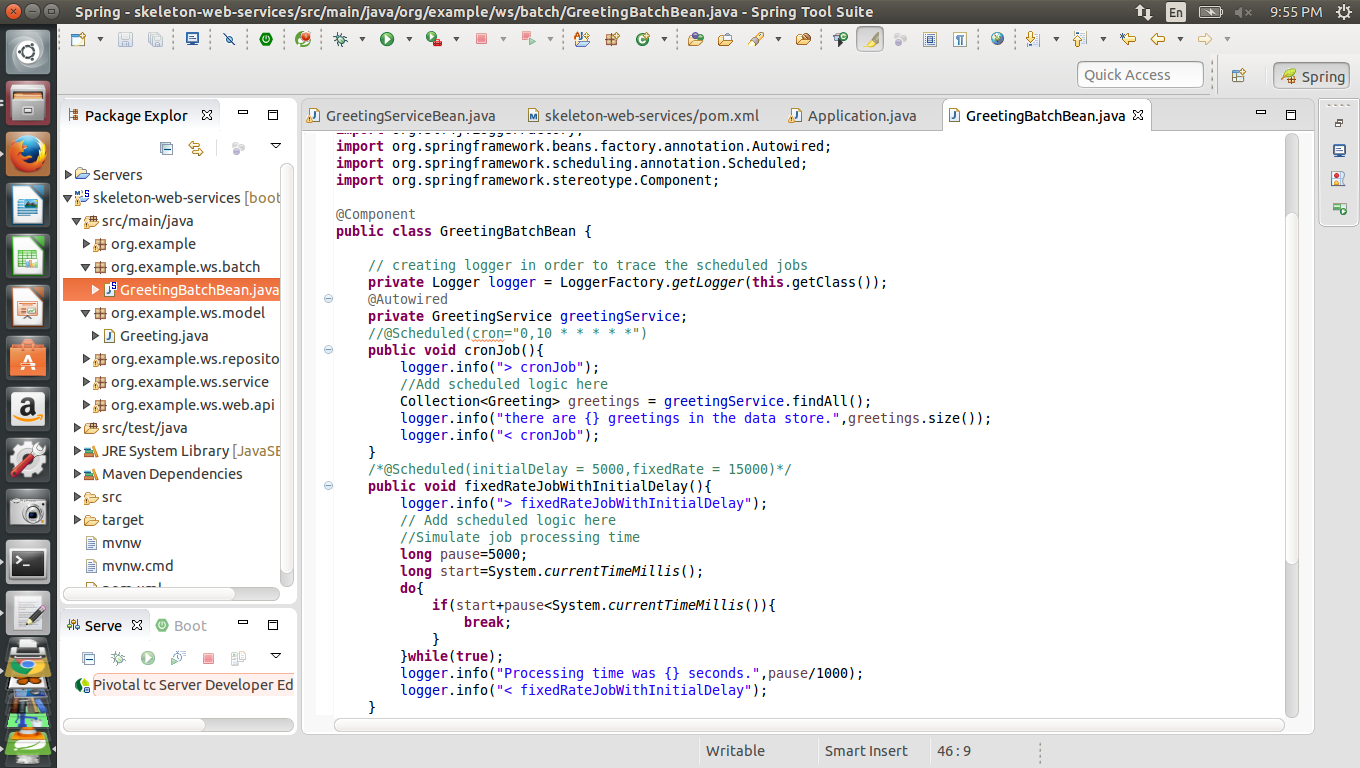 Spring - skeleton-web-services/src/main/java/org/example/ws/batch/GreetingBatchBean.java - Spring Tool Suite
En
9:55 PM
Quick Access
Spring
Package Explor
Servers
skeleton-web-services [boot
src/main/java
org.example
org.example.ws.batch
GreetingBatchBean.java
org.example.ws.model
Greeting.java
org.example.ws.reposito
org.example.ws.service
org.example.ws.web.api
src/test/java
JRE System Library [JavaSE
Maven Dependencies
src
target
mvnw
mvnw.cmd
Serve
Boot
Pivotal tc Server Developer Ed
GreetingServiceBean.java
skeleton-web-services/pom.xml
Application.java
GreetingBatchBean.java
import org.springframework.beans.factory.annotation.Autowired;
import org.springframework.scheduling.annotation.Scheduled;
import org.springframework.stereotype.Component;
@Component
public class GreetingBatchBean {
// creating logger in order to trace the scheduled jobs
private Logger logger = LoggerFactory.getLogger(this.getClass());
@Autowired
private GreetingService greetingService;
//@Scheduled(cron="0,10 * * * * *")
public void cronJob(){
logger.info("> cronJob");
//Add scheduled logic here
Collection<Greeting> greetings = greetingService.findAll();
logger.info("there are {} greetings in the data store.",greetings.size());
logger.info("< cronJob");
}
/*@Scheduled(initialDelay = 5000,fixedRate = 15000)*/
public void fixedRateJobWithInitialDelay(){
logger.info("> fixedRateJobWithInitialDelay");
// Add scheduled logic here
//Simulate job processing time
long pause=5000;
long start=System.currentTimeMillis();
do{
if(start+pause<System.currentTimeMillis()){
break;
}
}while(true);
logger.info("Processing time was {} seconds.",pause/1000);
logger.info("< fixedRateJobWithInitialDelay");
}
Writable
Smart Insert
46 : 9